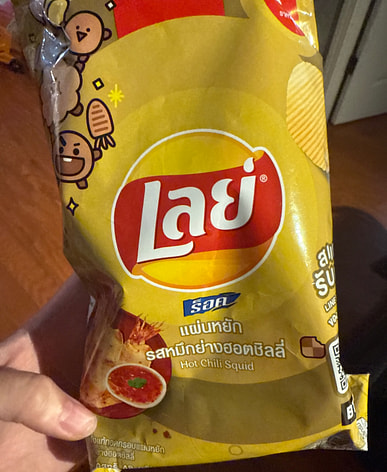 เลย์
ร็อค
แผ่นหยัก
รสหมึกย่างฮอตชิลลี่
Hot Chili Squid
LINE